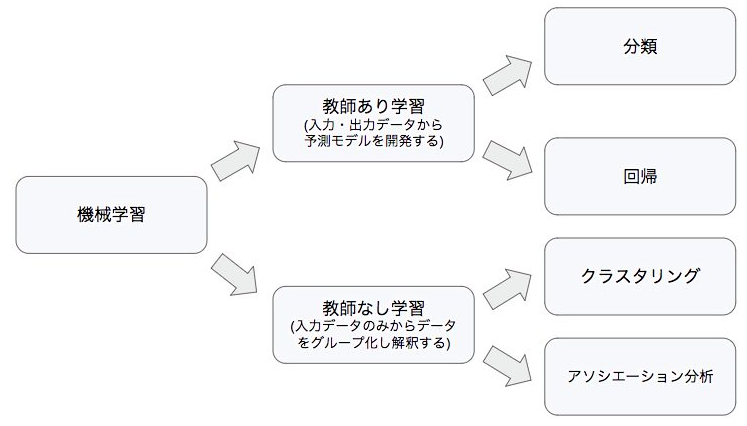 機械学習
教師あり学習
(入力・出力データから
予測モデルを開発する)
分類
回帰
教師なし学習
(入力データのみからデータ
をグループ化し解釈する)
クラスタリング
アソシエーション分析